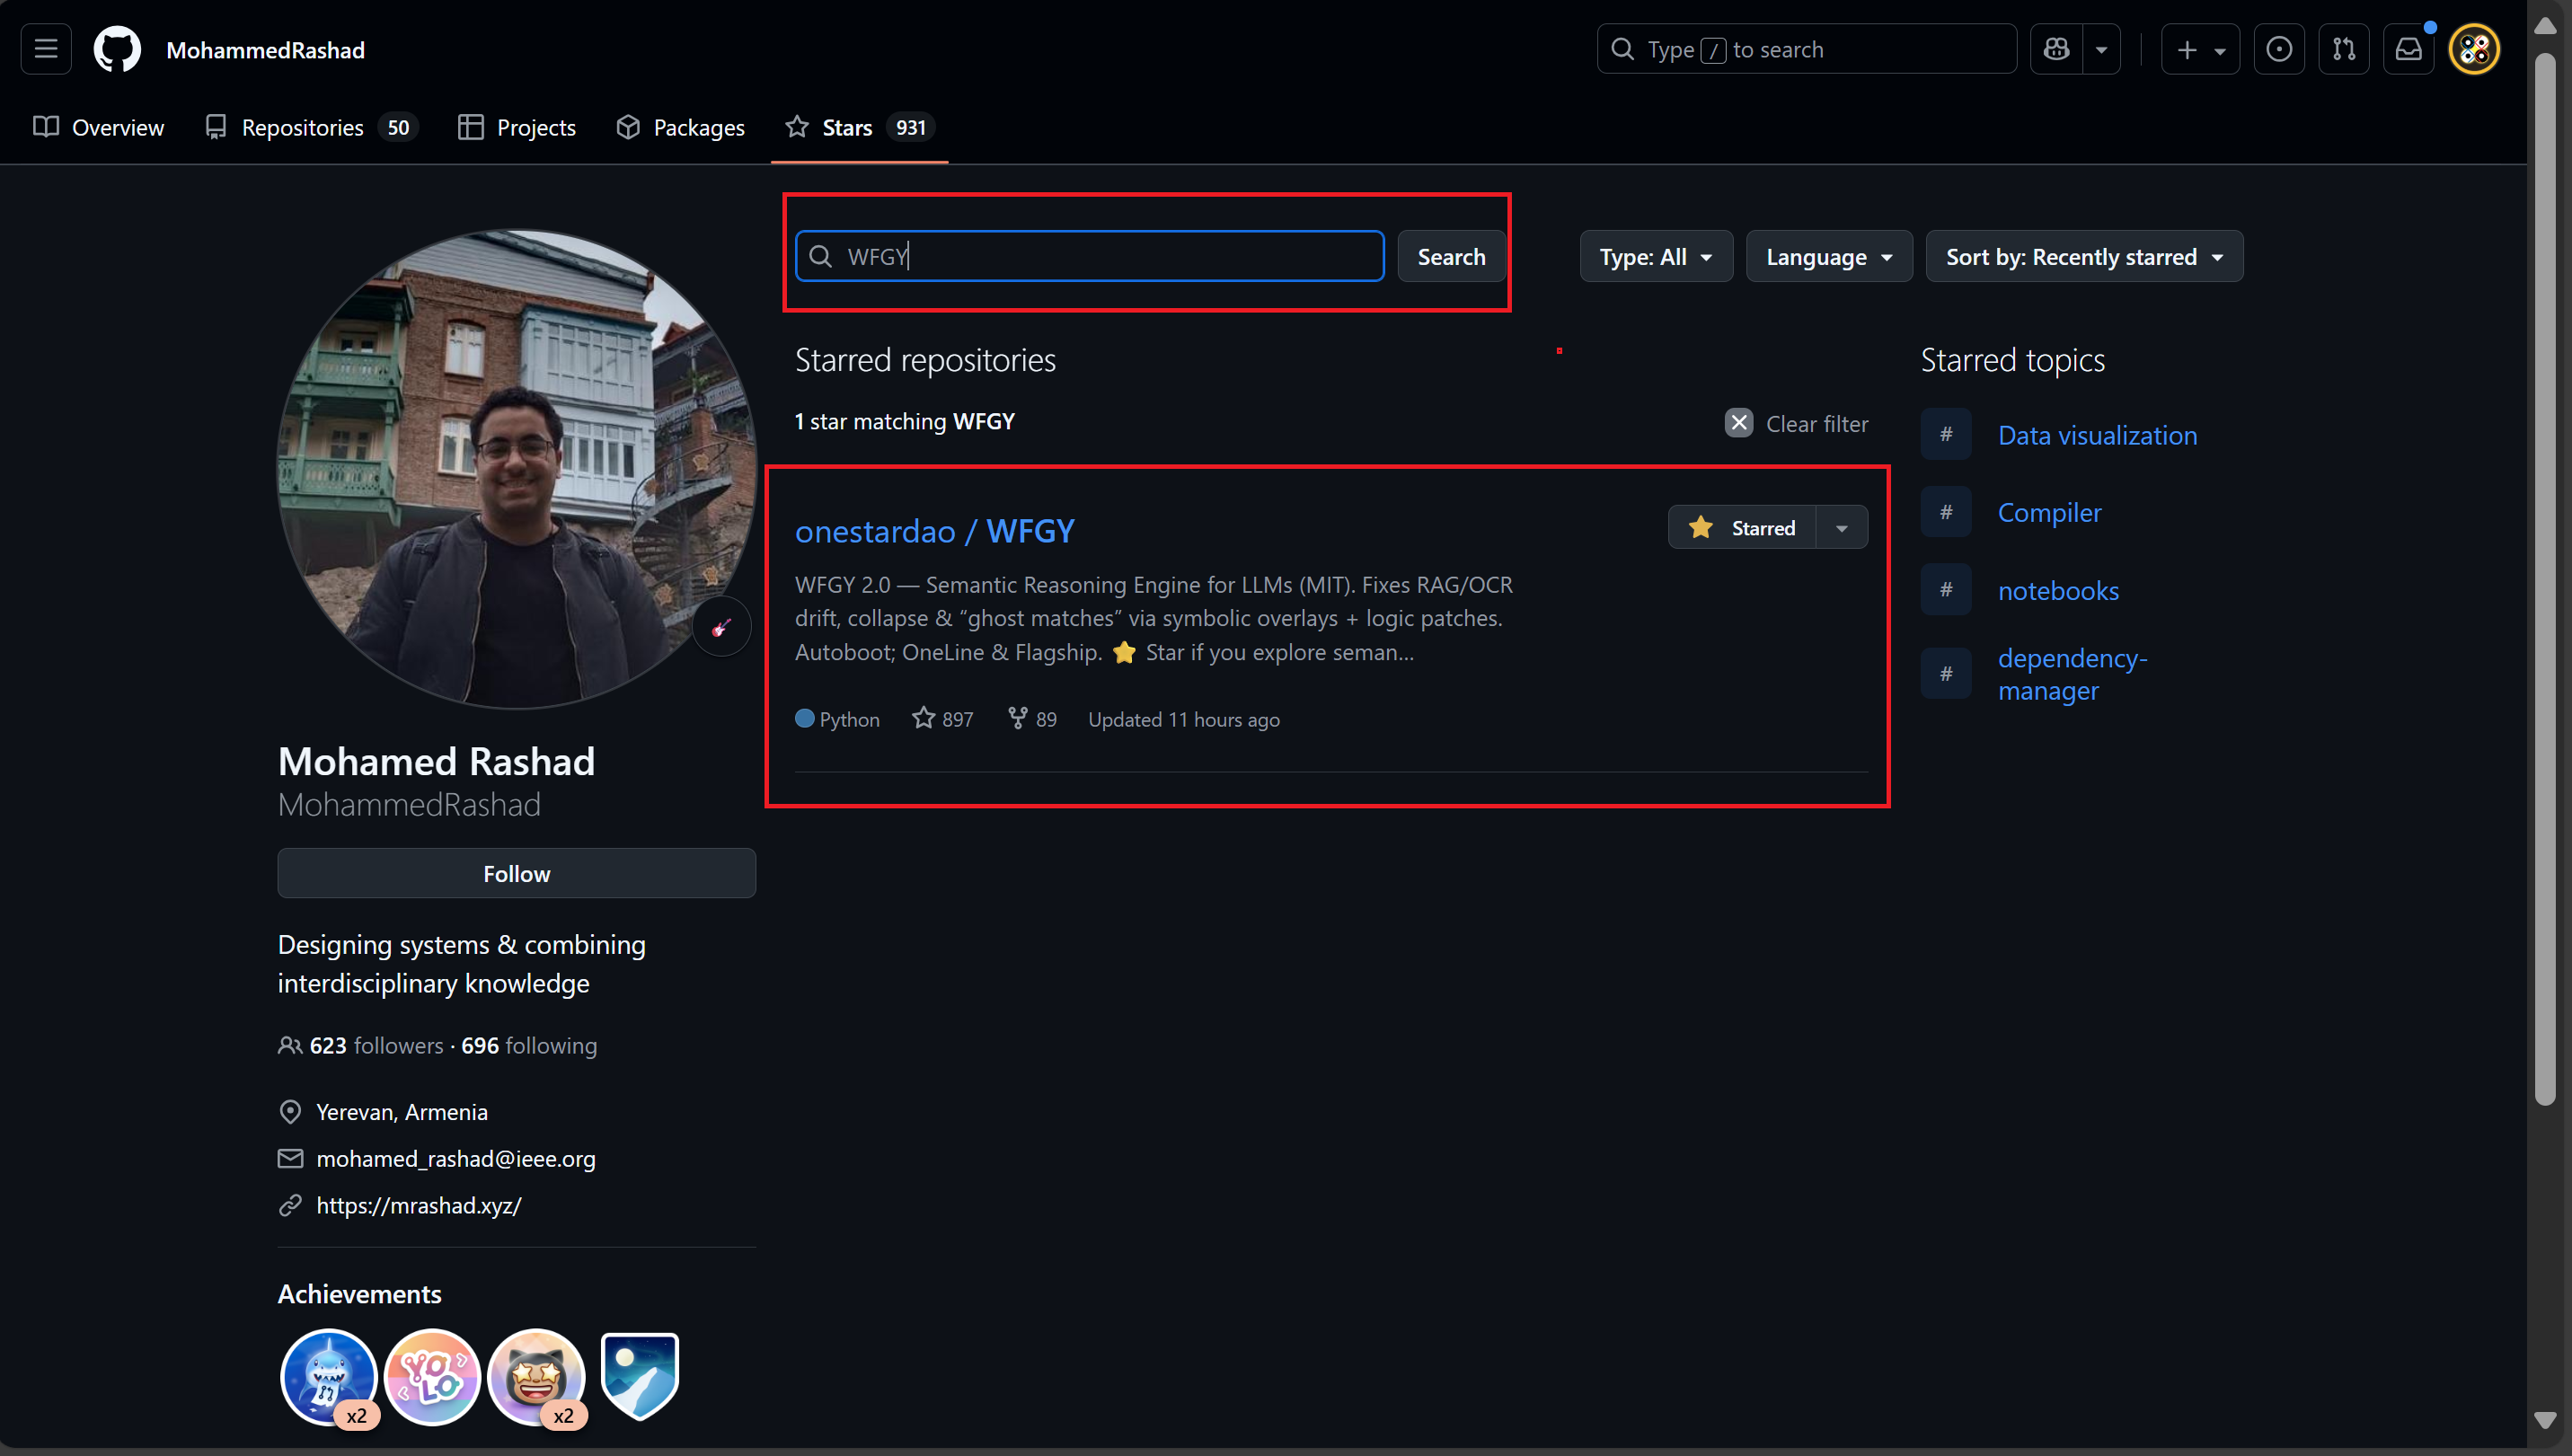 MohammedRashad
Type / to search
Overview
Repositories 50
Projects
Packages
Stars 931
WFGY
Search
Type: All
Language
Sort by: Recently starred
Starred repositories
1 star matching WFGY
Clear filter
onestardao / WFGY
Starred
WFGY 2.0 — Semantic Reasoning Engine for LLMs (MIT). Fixes RAG/OCR
drift, collapse & “ghost matches” via symbolic overlays + logic patches.
Autoboot; OneLine & Flagship. ⭐ Star if you explore seman...
Python 897 89 Updated 11 hours ago
Starred topics
# Data visualization
# Compiler
# notebooks
# dependency-
manager
Mohamed Rashad
MohammedRashad
Follow
Designing systems & combining
interdisciplinary knowledge
623 followers · 696 following
Yerevan, Armenia
mohamed_rashad@ieee.org
https://mrashad.xyz/
Achievements
x2
YOLO
x2